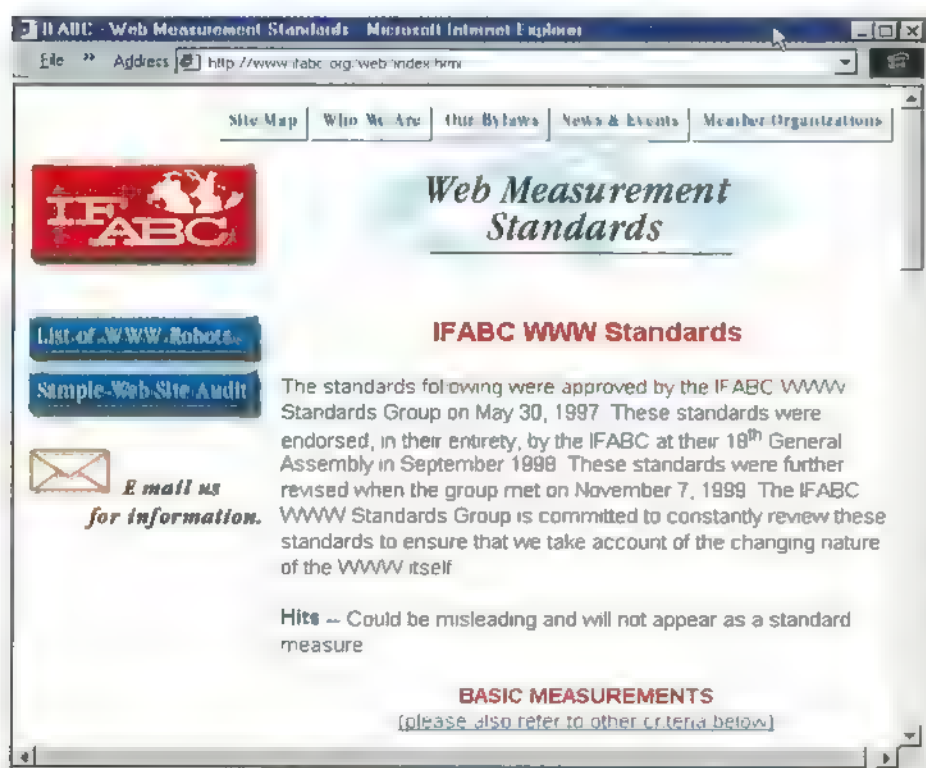 IFABC - Web Measurement Standards - Microsoft Internet Explorer
File » Address http://www.ifabc.org/web/index.html
Site Map Who We Are Our Bylaws News & Events Member Organizations
IF
ABC
Web Measurement
Standards
List-of-WWW-Robots
Sample-Web-Site Audit
E mail us
for information.
IFABC WWW Standards
The standards following were approved by the IFABC WWW
Standards Group on May 30, 1997 These standards were
endorsed, in their entirety, by the IFABC at their 18th General
Assembly in September 1998 These standards were further
revised when the group met on November 7, 1999 The IFABC
WWW Standards Group is committed to constantly review these
standards to ensure that we take account of the changing nature
of the WWW itself
Hits -- Could be misleading and will not appear as a standard
measure
BASIC MEASUREMENTS
(please also refer to other criteria below)